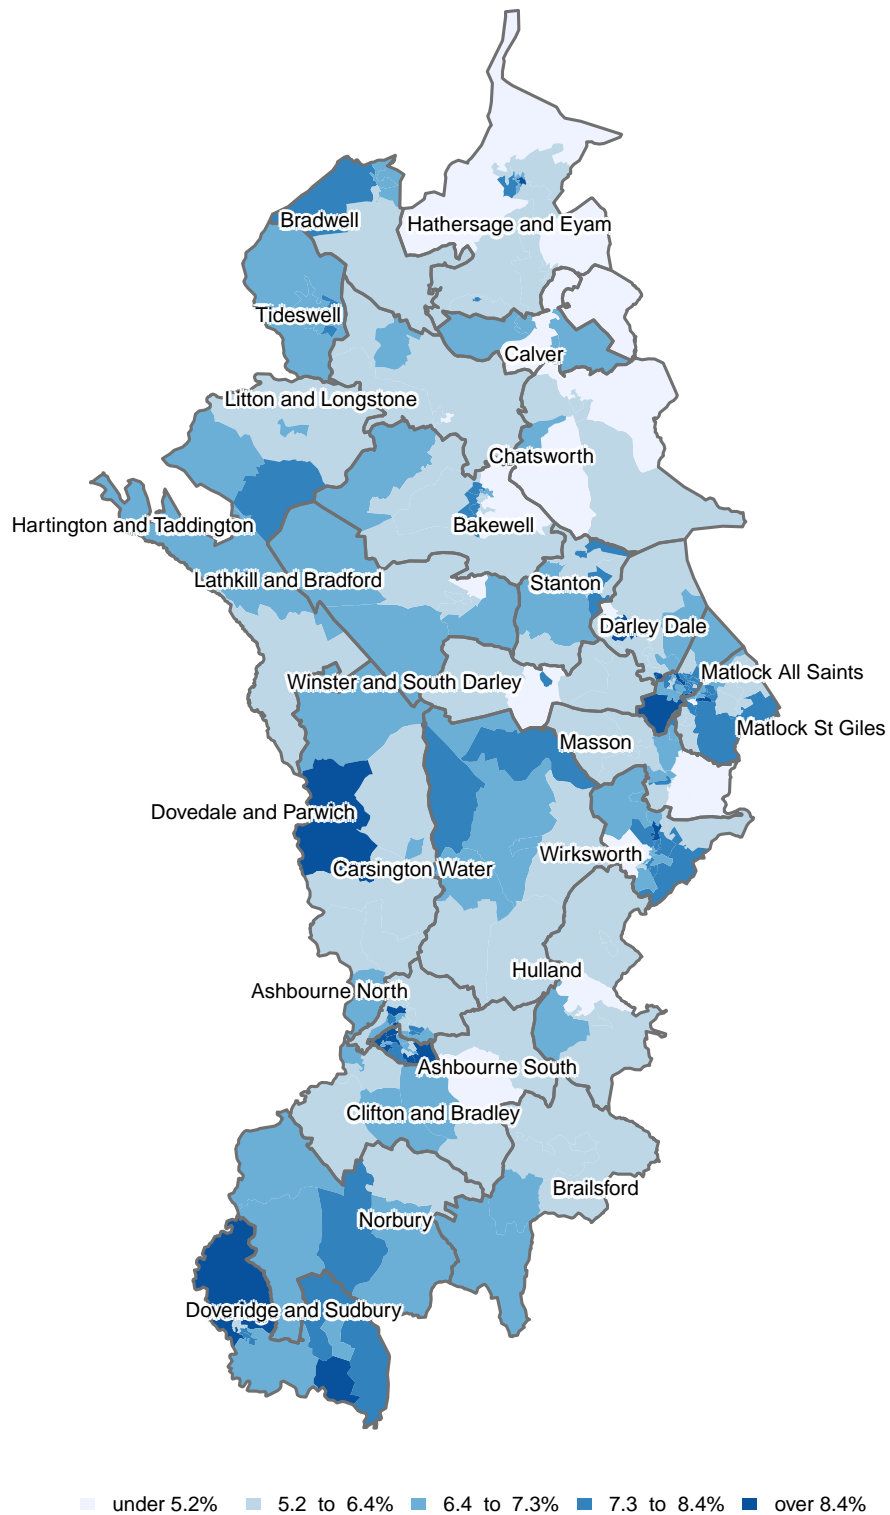 Bradwell
Hathersage and Eyam
Tideswell
Calver
Litton and Longstone
Chatsworth
Hartington and Taddington
Bakewell
Lathkill and Bradford
Stanton
Darley Dale
Matlock All Saints
Winster and South Darley
Matlock St Giles
Masson
Dovedale and Parwich
Wirksworth
Carsington Water
Hulland
Ashbourne North
Ashbourne South
Clifton and Bradley
Brailsford
Norbury
Doveridge and Sudbury
under 5.2% 5.2 to 6.4% 6.4 to 7.3% 7.3 to 8.4% over 8.4%